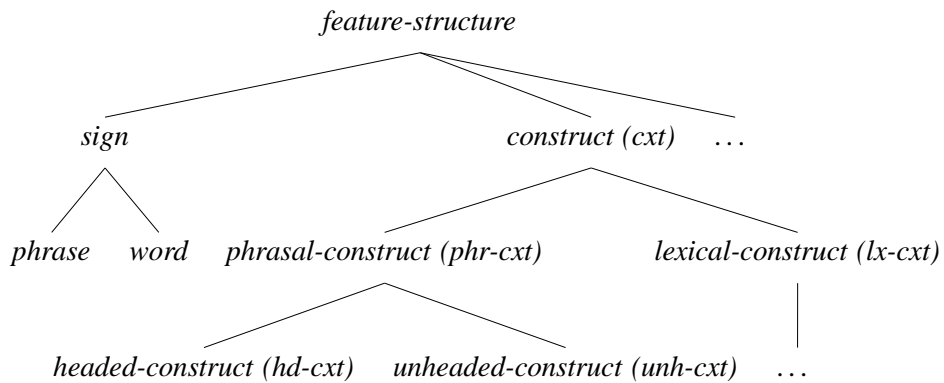 feature-structure
sign construct (cxt) . . .
phrase word phrasal-construct (phr-cxt) lexical-construct (lx-cxt)
headed-construct (hd-cxt) unheaded-construct (unh-cxt) . . .